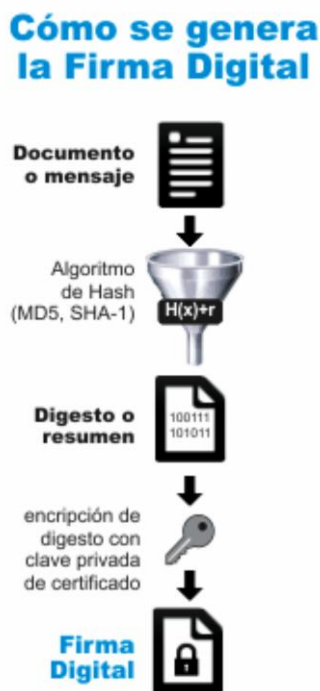 Cómo se genera
la Firma Digital
Documento
o mensaje
Algoritmo
de Hash
(MD5, SHA-1)
H(x)+r
Digesto o
resumen
100111
101011
encripción de
digesto con
clave privada
de certificado
Firma
Digital